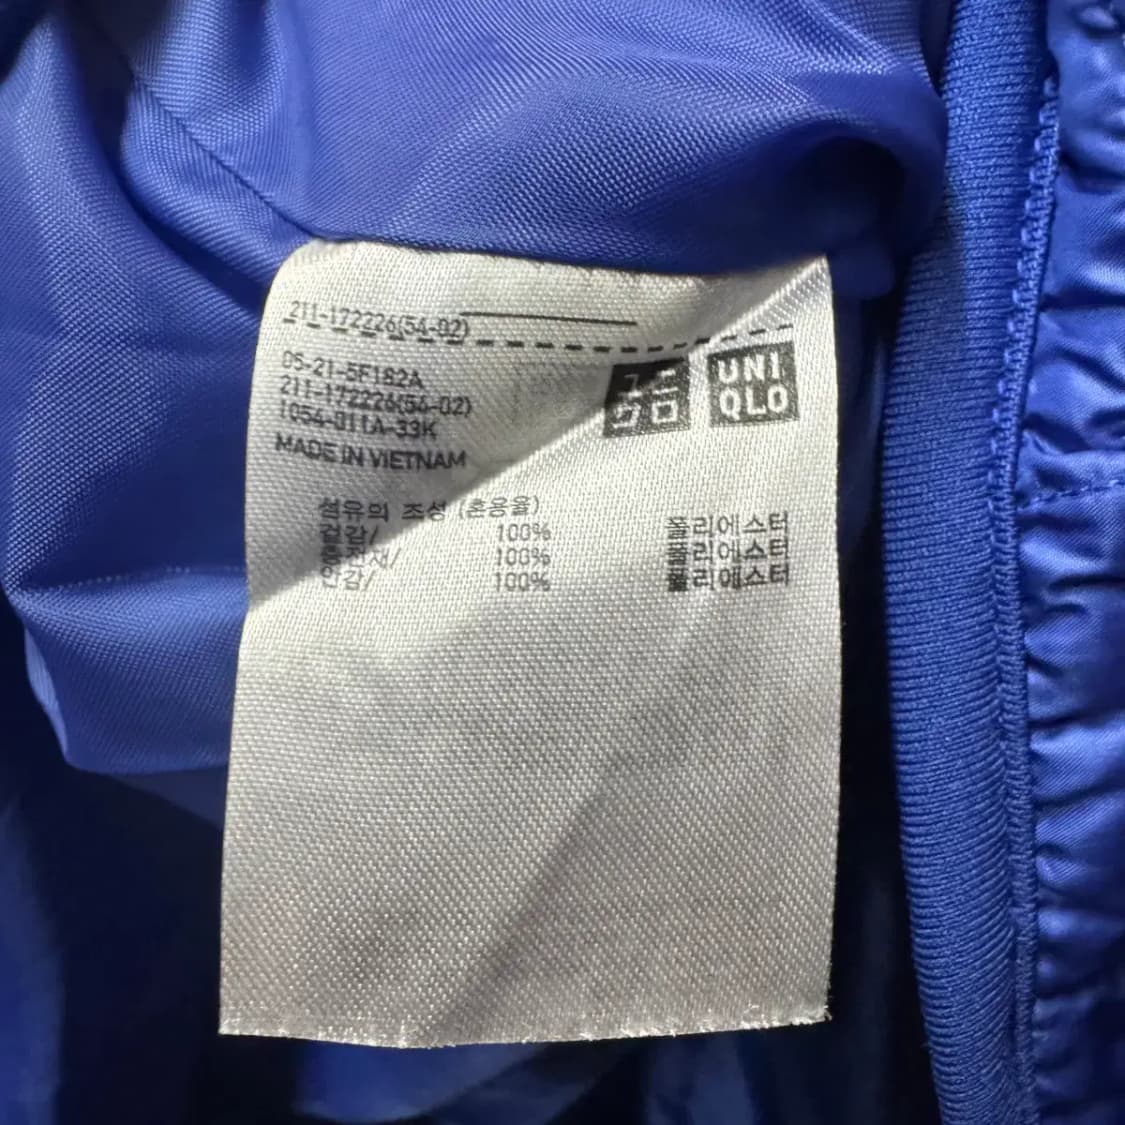 211-172226(54-02)
05-21-5F182A
211-172226(54-02)
1054-011A-33K
MADE IN VIETNAM
ユニ
クロ
UNI
QLO
섬유의 조성 (혼용율)
겉감/ 100% 폴리에스터
충전재/ 100% 폴리에스터
안감/ 100% 폴리에스터